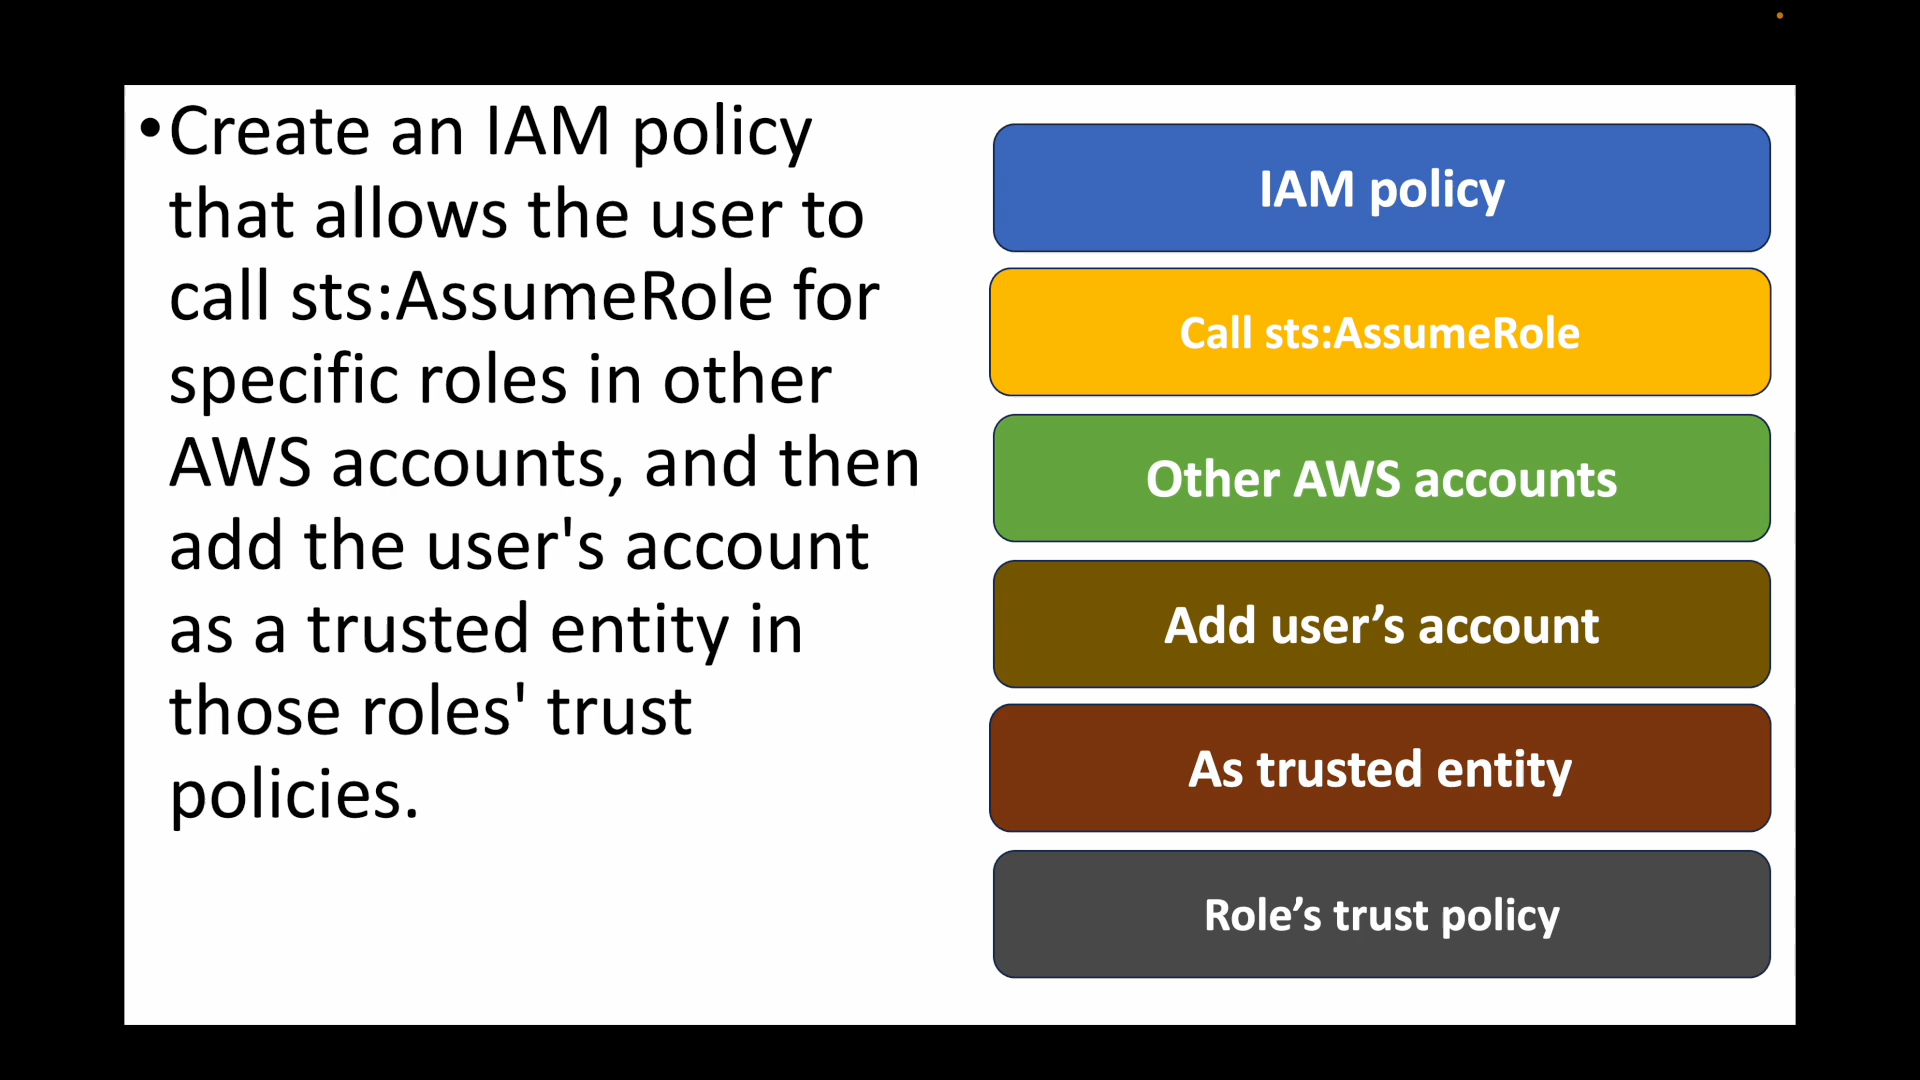 •Create an IAM policy
that allows the user to
call sts:AssumeRole for
specific roles in other
AWS accounts, and then
add the user's account
as a trusted entity in
those roles' trust
policies.
IAM policy
Call sts:AssumeRole
Other AWS accounts
Add user’s account
As trusted entity
Role’s trust policy